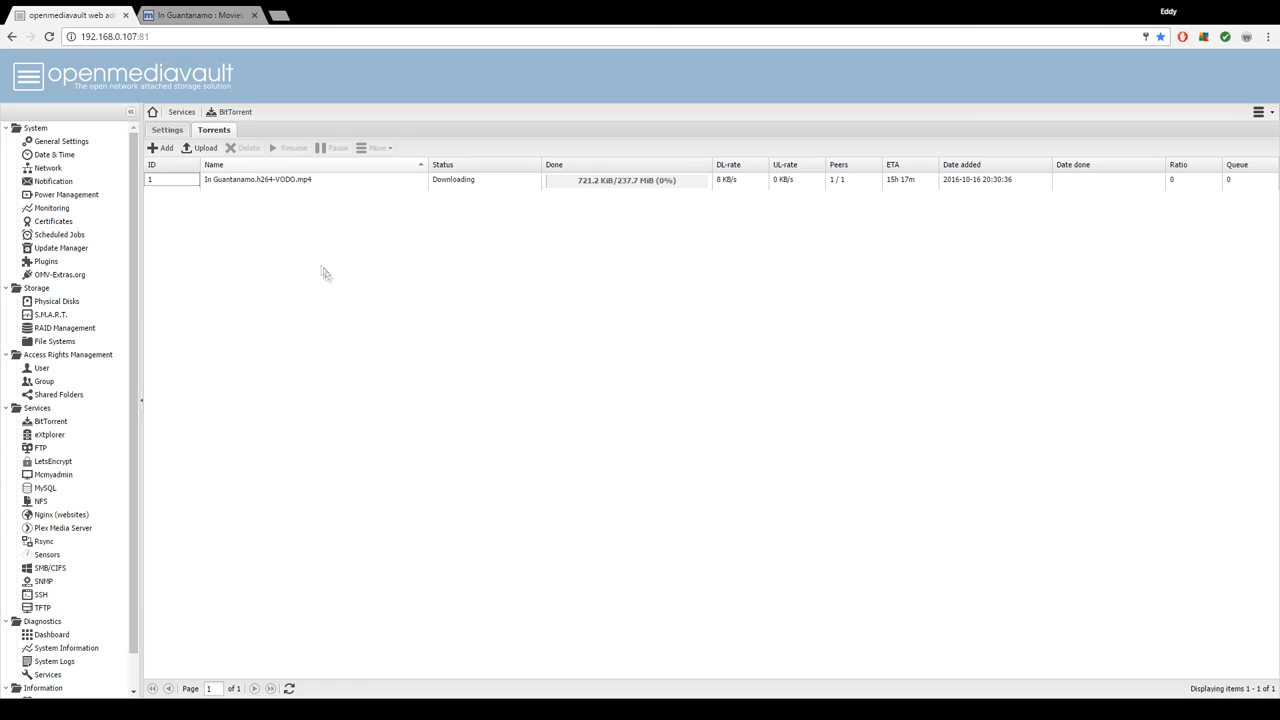 openmediavault web ad
In Guantanamo : Movies
Eddy
192.168.0.107:81
openmediavault
The open network attached storage solution
Services
BitTorrent
Settings
Torrents
Add
Upload
Delete
Resume
Pause
Move
ID Name Status Done DL-rate UL-rate Peers ETA Date added Date done Ratio Queue
1 In Guantanamo.h264-VODO.mp4 Downloading 721.2 KiB/237.7 MiB (0%) 8 KB/s 0 KB/s 1 / 1 15h 17m 2016-10-16 20:30:36 0 0
System
General Settings
Date & Time
Network
Notification
Power Management
Monitoring
Certificates
Scheduled Jobs
Update Manager
Plugins
OMV-Extras.org
Storage
Physical Disks
S.M.A.R.T.
RAID Management
File Systems
Access Rights Management
User
Group
Shared Folders
Services
BitTorrent
eXtplorer
FTP
LetsEncrypt
Mcmyadmin
MySQL
NFS
Nginx (websites)
Plex Media Server
Rsync
Sensors
SMB/CIFS
SNMP
SSH
TFTP
Diagnostics
Dashboard
System Information
System Logs
Services
Information
Page 1 of 1
Displaying items 1 - 1 of 1